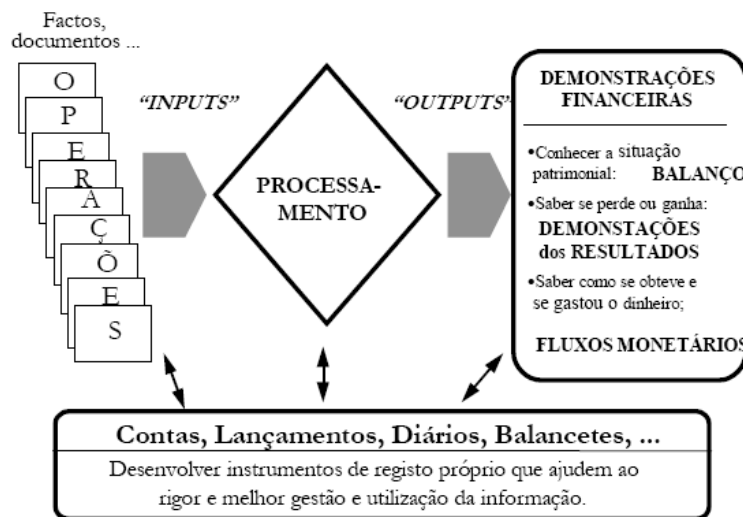 Factos,
documentos ...
O
P
E
R
A
Ç
Õ
E
S
“INPUTS”
PROCESSA-
MENTO
“OUTPUTS”
DEMONSTRAÇÕES
FINANCEIRAS
•Conhecer a situação
patrimonial: BALANÇO
•Saber se perde ou ganha:
DEMONSTAÇÕES
dos RESULTADOS
•Saber como se obteve e
se gastou o dinheiro;
FLUXOS MONETÁRIOS
Contas, Lançamentos, Diários, Balancetes, ...
Desenvolver instrumentos de registo próprio que ajudem ao
rigor e melhor gestão e utilização da informação.